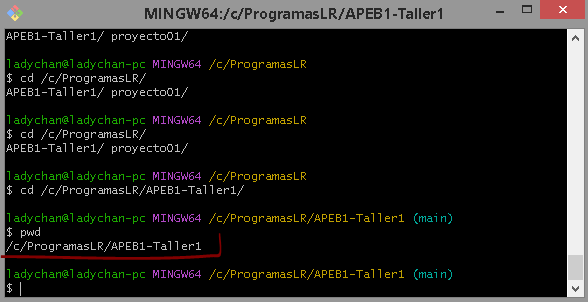 MINGW64:/c/ProgramasLR/APEB1-Taller1
APEB1-Taller1/ proyecto01/
ladychan@ladychan-pc MINGW64 /c/ProgramasLR
$ cd /c/ProgramasLR/
APEB1-Taller1/ proyecto01/
ladychan@ladychan-pc MINGW64 /c/ProgramasLR
$ cd /c/ProgramasLR/
APEB1-Taller1/ proyecto01/
ladychan@ladychan-pc MINGW64 /c/ProgramasLR
$ cd /c/ProgramasLR/APEB1-Taller1/
ladychan@ladychan-pc MINGW64 /c/ProgramasLR/APEB1-Taller1 (main)
$ pwd
/c/ProgramasLR/APEB1-Taller1
ladychan@ladychan-pc MINGW64 /c/ProgramasLR/APEB1-Taller1 (main)
$